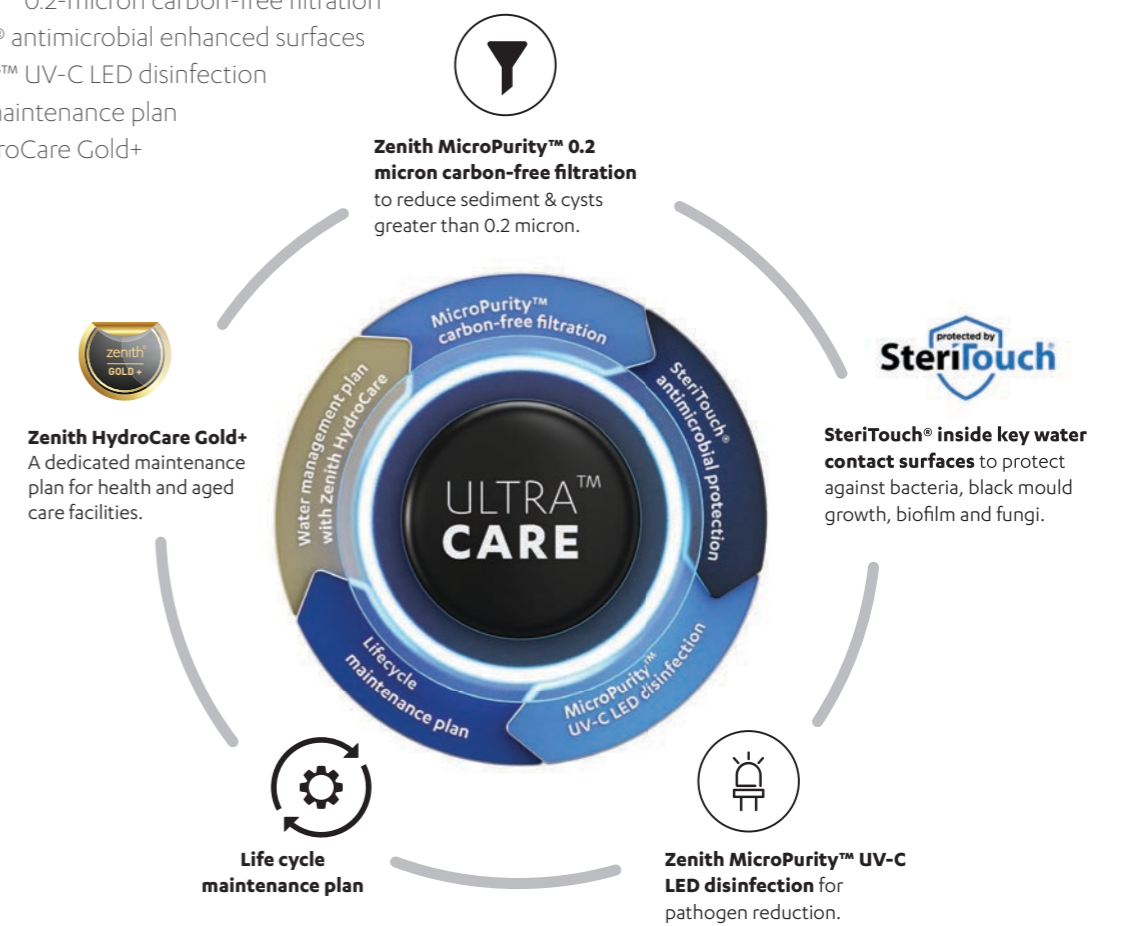 0.2-micron carbon-free filtration
® antimicrobial enhanced surfaces
™ UV-C LED disinfection
maintenance plan
roCare Gold+
Zenith MicroPurity™ 0.2
micron carbon-free filtration
to reduce sediment & cysts
greater than 0.2 micron.
MicroPurity™
carbon-free filtration
SteriTouch®
antimicrobial protection
MicroPurity™
UV-C LED disinfection
Lifecycle
maintenance plan
Water management plan
with Zenith HydroCare
ULTRA™
CARE
zenith®
GOLD +
Zenith HydroCare Gold+
A dedicated maintenance
plan for health and aged
care facilities.
protected by
SteriTouch®
SteriTouch® inside key water
contact surfaces to protect
against bacteria, black mould
growth, biofilm and fungi.
Life cycle
maintenance plan
Zenith MicroPurity™ UV-C
LED disinfection for
pathogen reduction.